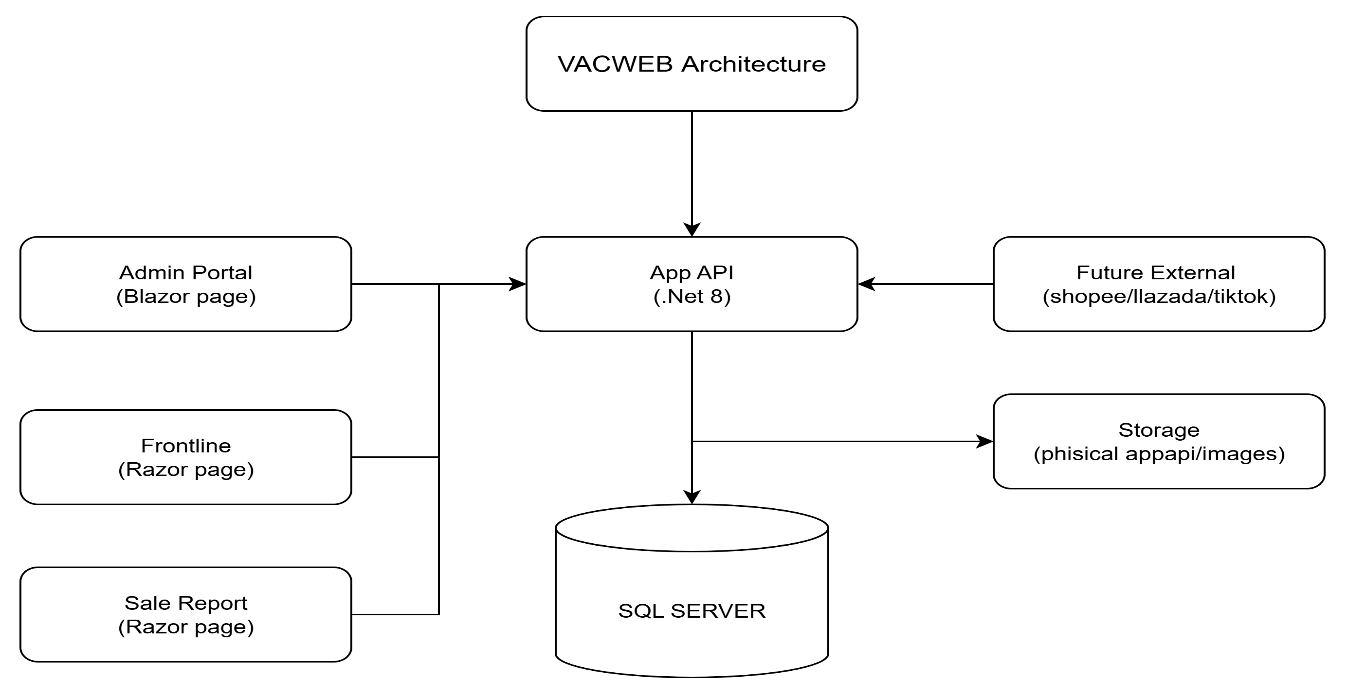 VACWEB Architecture
Admin Portal
(Blazor page)
App API
(.Net 8)
Future External
(shopee/llazada/tiktok)
Frontline
(Razor page)
Storage
(phisical appapi/images)
Sale Report
(Razor page)
SQL SERVER